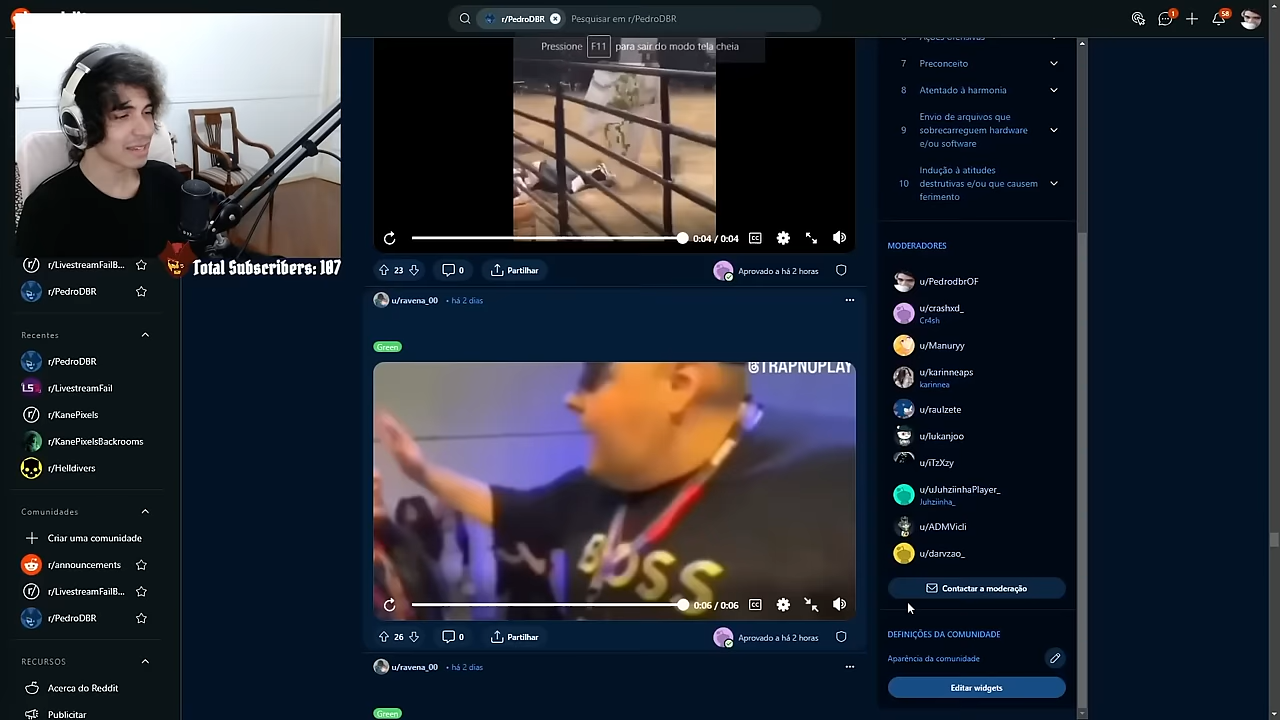 r/PedroDBR
Pesquisar em r/PedroDBR
1
58
Pressione F11 para sair do modo tela cheia
Total Subscribers: 107
r/LivestreamFailB...
r/PedroDBR
Recentes
r/PedroDBR
r/LivestreamFail
r/KanePixels
r/KanePixelsBackrooms
r/Helldivers
Comunidades
Criar uma comunidade
r/announcements
r/LivestreamFailB...
r/PedroDBR
RECURSOS
Acerca do Reddit
Publicitar
0:04 / 0:04
23
0
Partilhar
Aprovado a há 2 horas
u/ravena_00 • há 2 dias
Green
@TRAPNOPLAY
BOSS
0:06 / 0:06
26
0
Partilhar
Aprovado a há 2 horas
u/ravena_00 • há 2 dias
Green
7 Preconceito
8 Atentado à harmonia
9 Envio de arquivos que
sobrecarreguem hardware
e/ou software
10 Indução à atitudes
destrutivas e/ou que causem
ferimento
MODERADORES
u/PedrodbrOF
u/crashxd_
Cr4sh
u/Manuryy
u/karinneaps
karinnea
u/raulzete
u/lukanjoo
u/iTzXzy
u/uJuhziinhaPlayer_
Juhziinha_
u/ADMVicli
u/darvzao_
Contactar a moderação
DEFINIÇÕES DA COMUNIDADE
Aparência da comunidade
Editar widgets